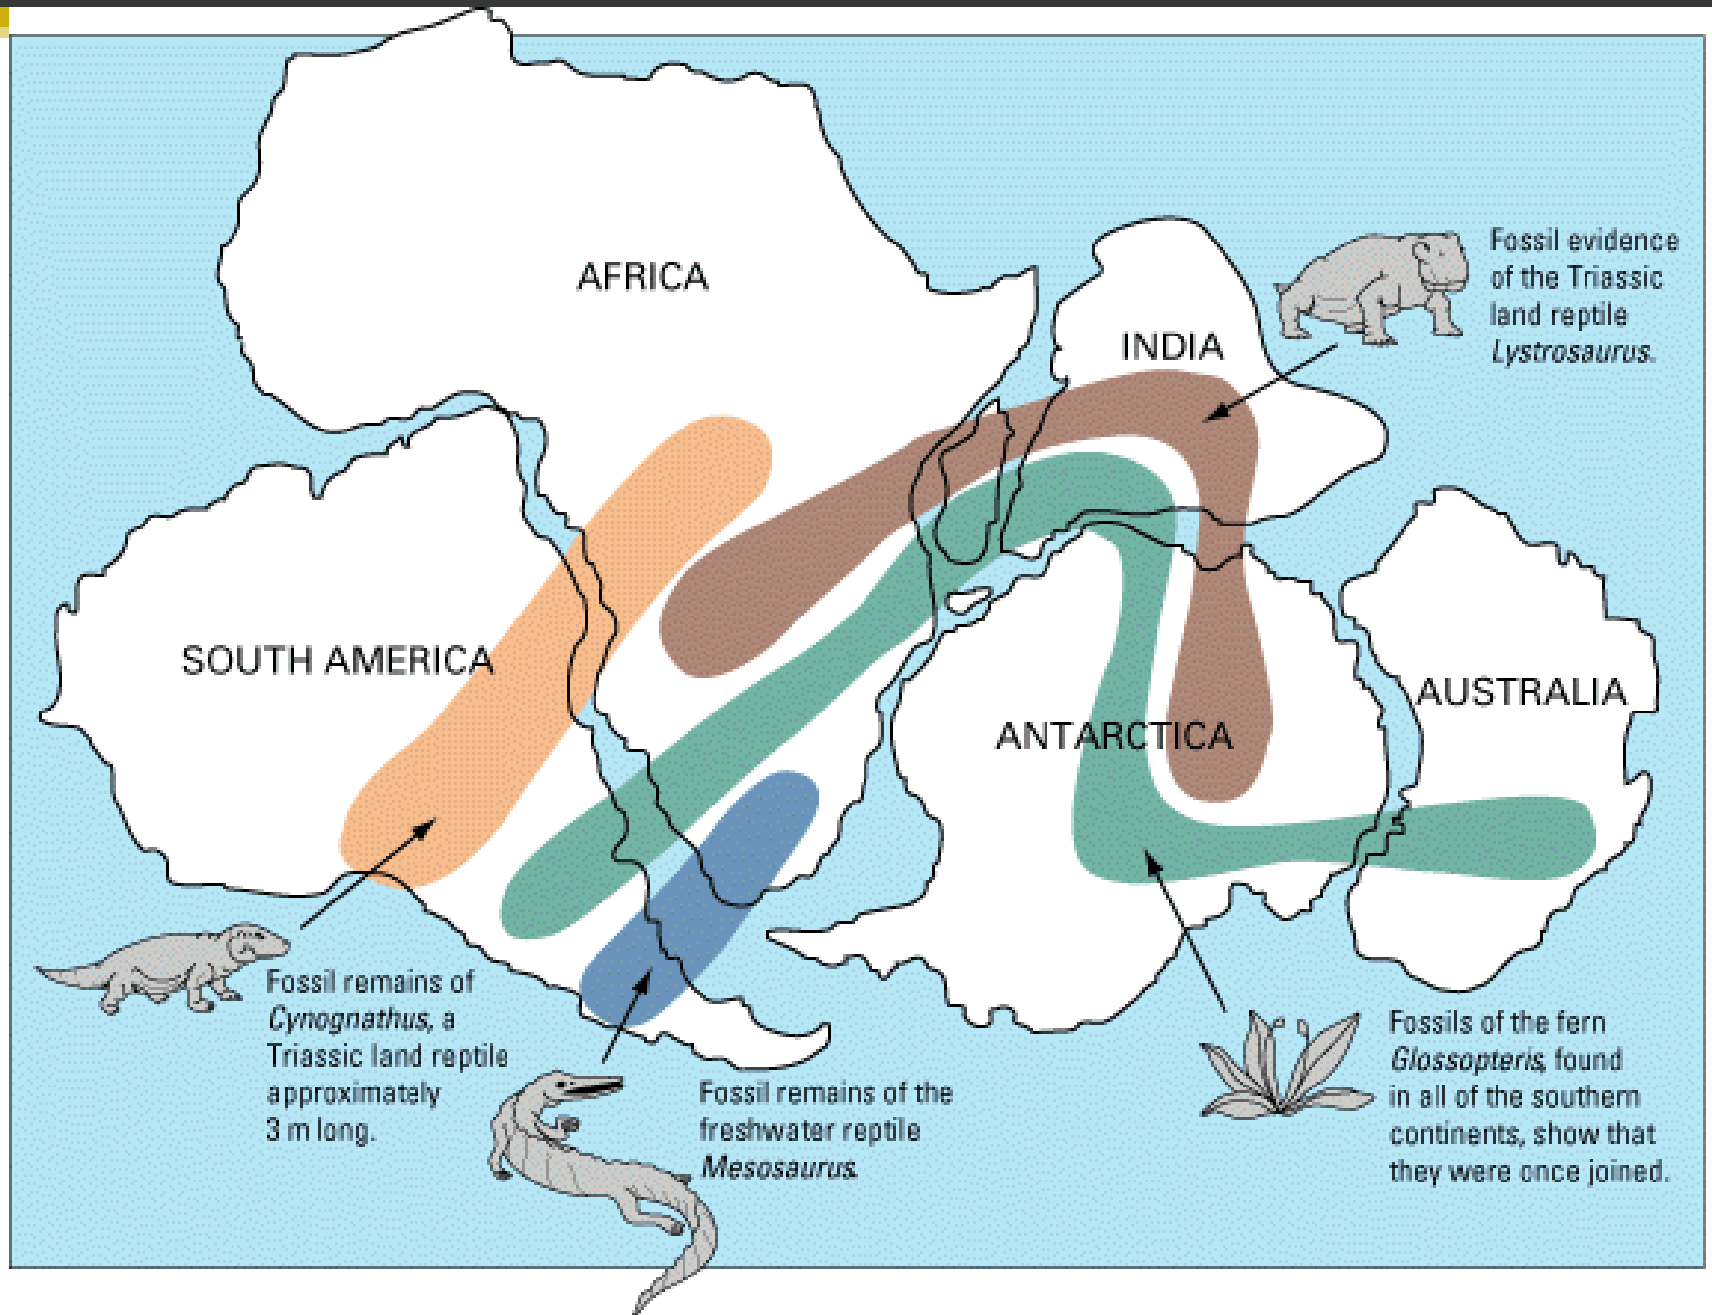 AFRICA
INDIA
Fossil evidence
of the Triassic
land reptile
Lystrosaurus.
SOUTH AMERICA
ANTARCTICA
AUSTRALIA
Fossil remains of
Cynognathus, a
Triassic land reptile
approximately
3 m long.
Fossil remains of the
freshwater reptile
Mesosaurus.
Fossils of the fern
Glossopteris, found
in all of the southern
continents, show that
they were once joined.